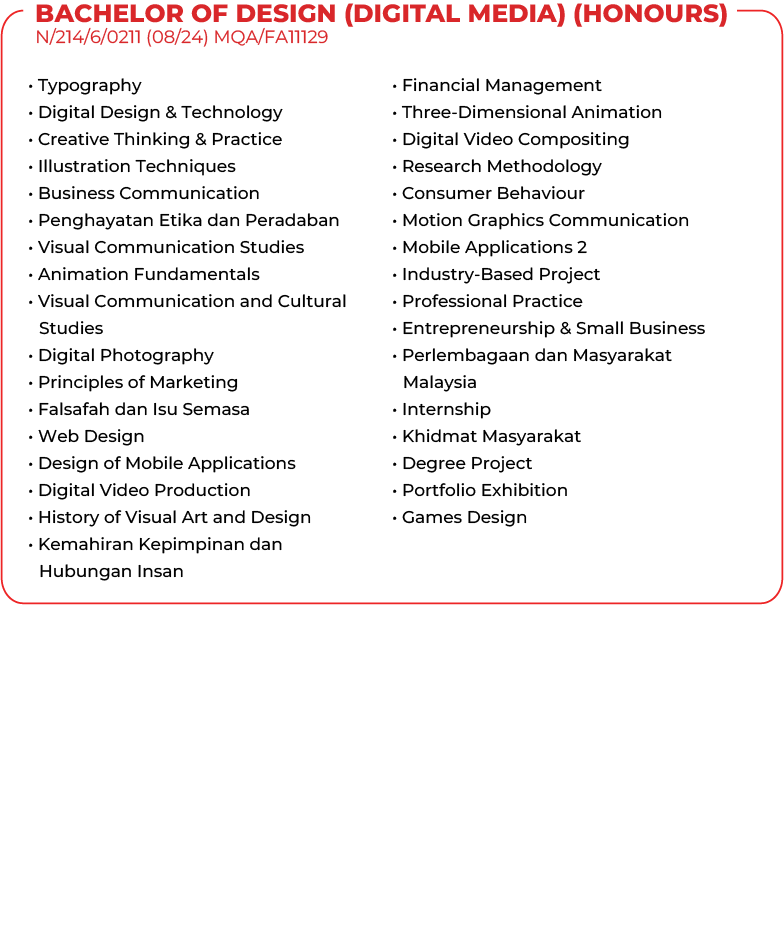 BACHELOR OF DESIGN (DIGITAL MEDIA) (HONOURS)
N/214/6/0211 (08/24) MQA/FA11129
• Typography
• Digital Design & Technology
• Creative Thinking & Practice
• Illustration Techniques
• Business Communication
• Penghayatan Etika dan Peradaban
• Visual Communication Studies
• Animation Fundamentals
• Visual Communication and Cultural
Studies
• Digital Photography
• Principles of Marketing
• Falsafah dan Isu Semasa
• Web Design
• Design of Mobile Applications
• Digital Video Production
• History of Visual Art and Design
• Kemahiran Kepimpinan dan
Hubungan Insan
• Financial Management
• Three-Dimensional Animation
• Digital Video Compositing
• Research Methodology
• Consumer Behaviour
• Motion Graphics Communication
• Mobile Applications 2
• Industry-Based Project
• Professional Practice
• Entrepreneurship & Small Business
• Perlembagaan dan Masyarakat
Malaysia
• Internship
• Khidmat Masyarakat
• Degree Project
• Portfolio Exhibition
• Games Design